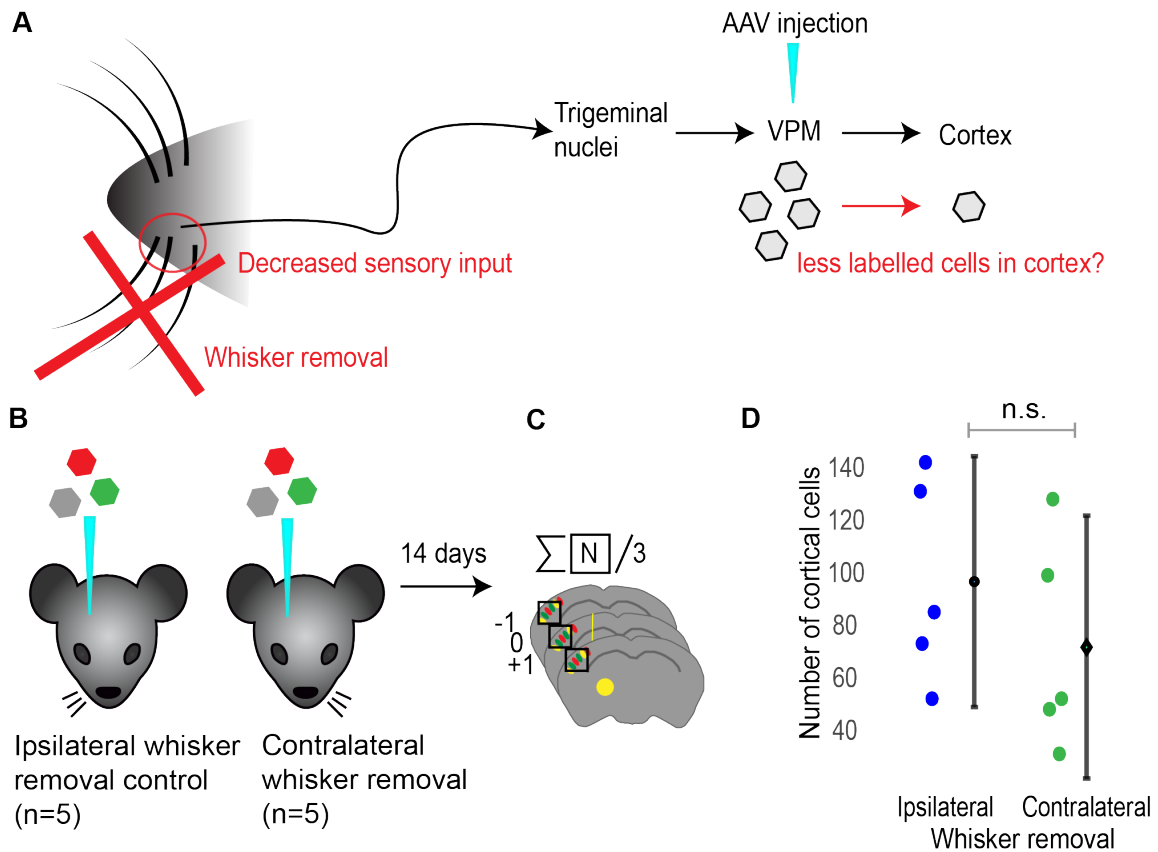 A
AAV injection
Trigeminal
nuclei
VPM
Cortex
Decreased sensory input
less labelled cells in cortex?
Whisker removal
B
Ipsilateral whisker
removal control
(n=5)
Contralateral
whisker removal
(n=5)
14 days
C
∑ N /3
-1
0
+1
D
n.s.
Number of cortical cells
140
120
100
80
60
40
Ipsilateral
Contralateral
Whisker removal